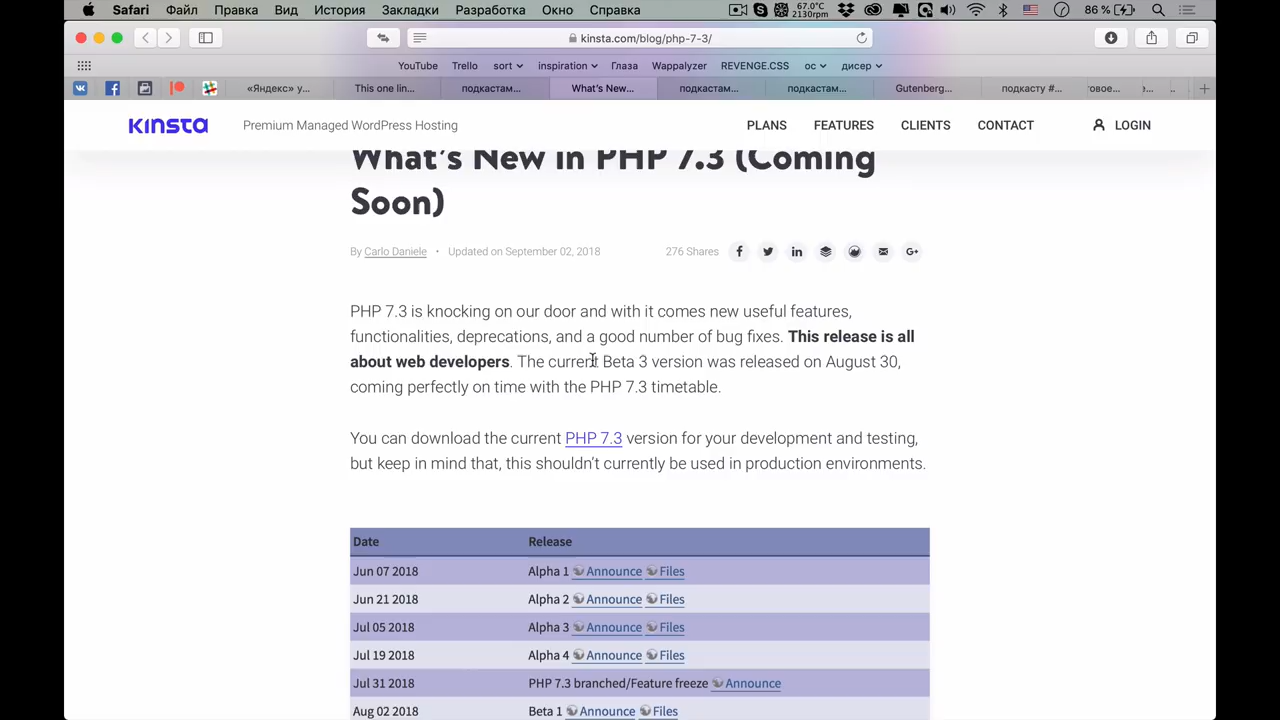 Safari Файл Правка Вид История Закладки Разработка Окно Справка 67.0°C 2130rpm 86 %
kinsta.com/blog/php-7-3/
YouTube Trello sort inspiration Глаза Wappalyzer REVENGE.CSS ос дисер
«Яндекс» у... This one lin... подкастам... What's New... подкастам... подкастам... Gutenberg... подкасту #... говое... ь... ..
KINSTA Premium Managed WordPress Hosting PLANS FEATURES CLIENTS CONTACT LOGIN
What's New in PHP 7.3 (Coming
Soon)
By Carlo Daniele • Updated on September 02, 2018 276 Shares
PHP 7.3 is knocking on our door and with it comes new useful features,
functionalities, deprecations, and a good number of bug fixes. This release is all
about web developers. The current Beta 3 version was released on August 30,
coming perfectly on time with the PHP 7.3 timetable.
You can download the current PHP 7.3 version for your development and testing,
but keep in mind that, this shouldn't currently be used in production environments.
Date Release
Jun 07 2018 Alpha 1 Announce Files
Jun 21 2018 Alpha 2 Announce Files
Jul 05 2018 Alpha 3 Announce Files
Jul 19 2018 Alpha 4 Announce Files
Jul 31 2018 PHP 7.3 branched/Feature freeze Announce
Aug 02 2018 Beta 1 Announce Files